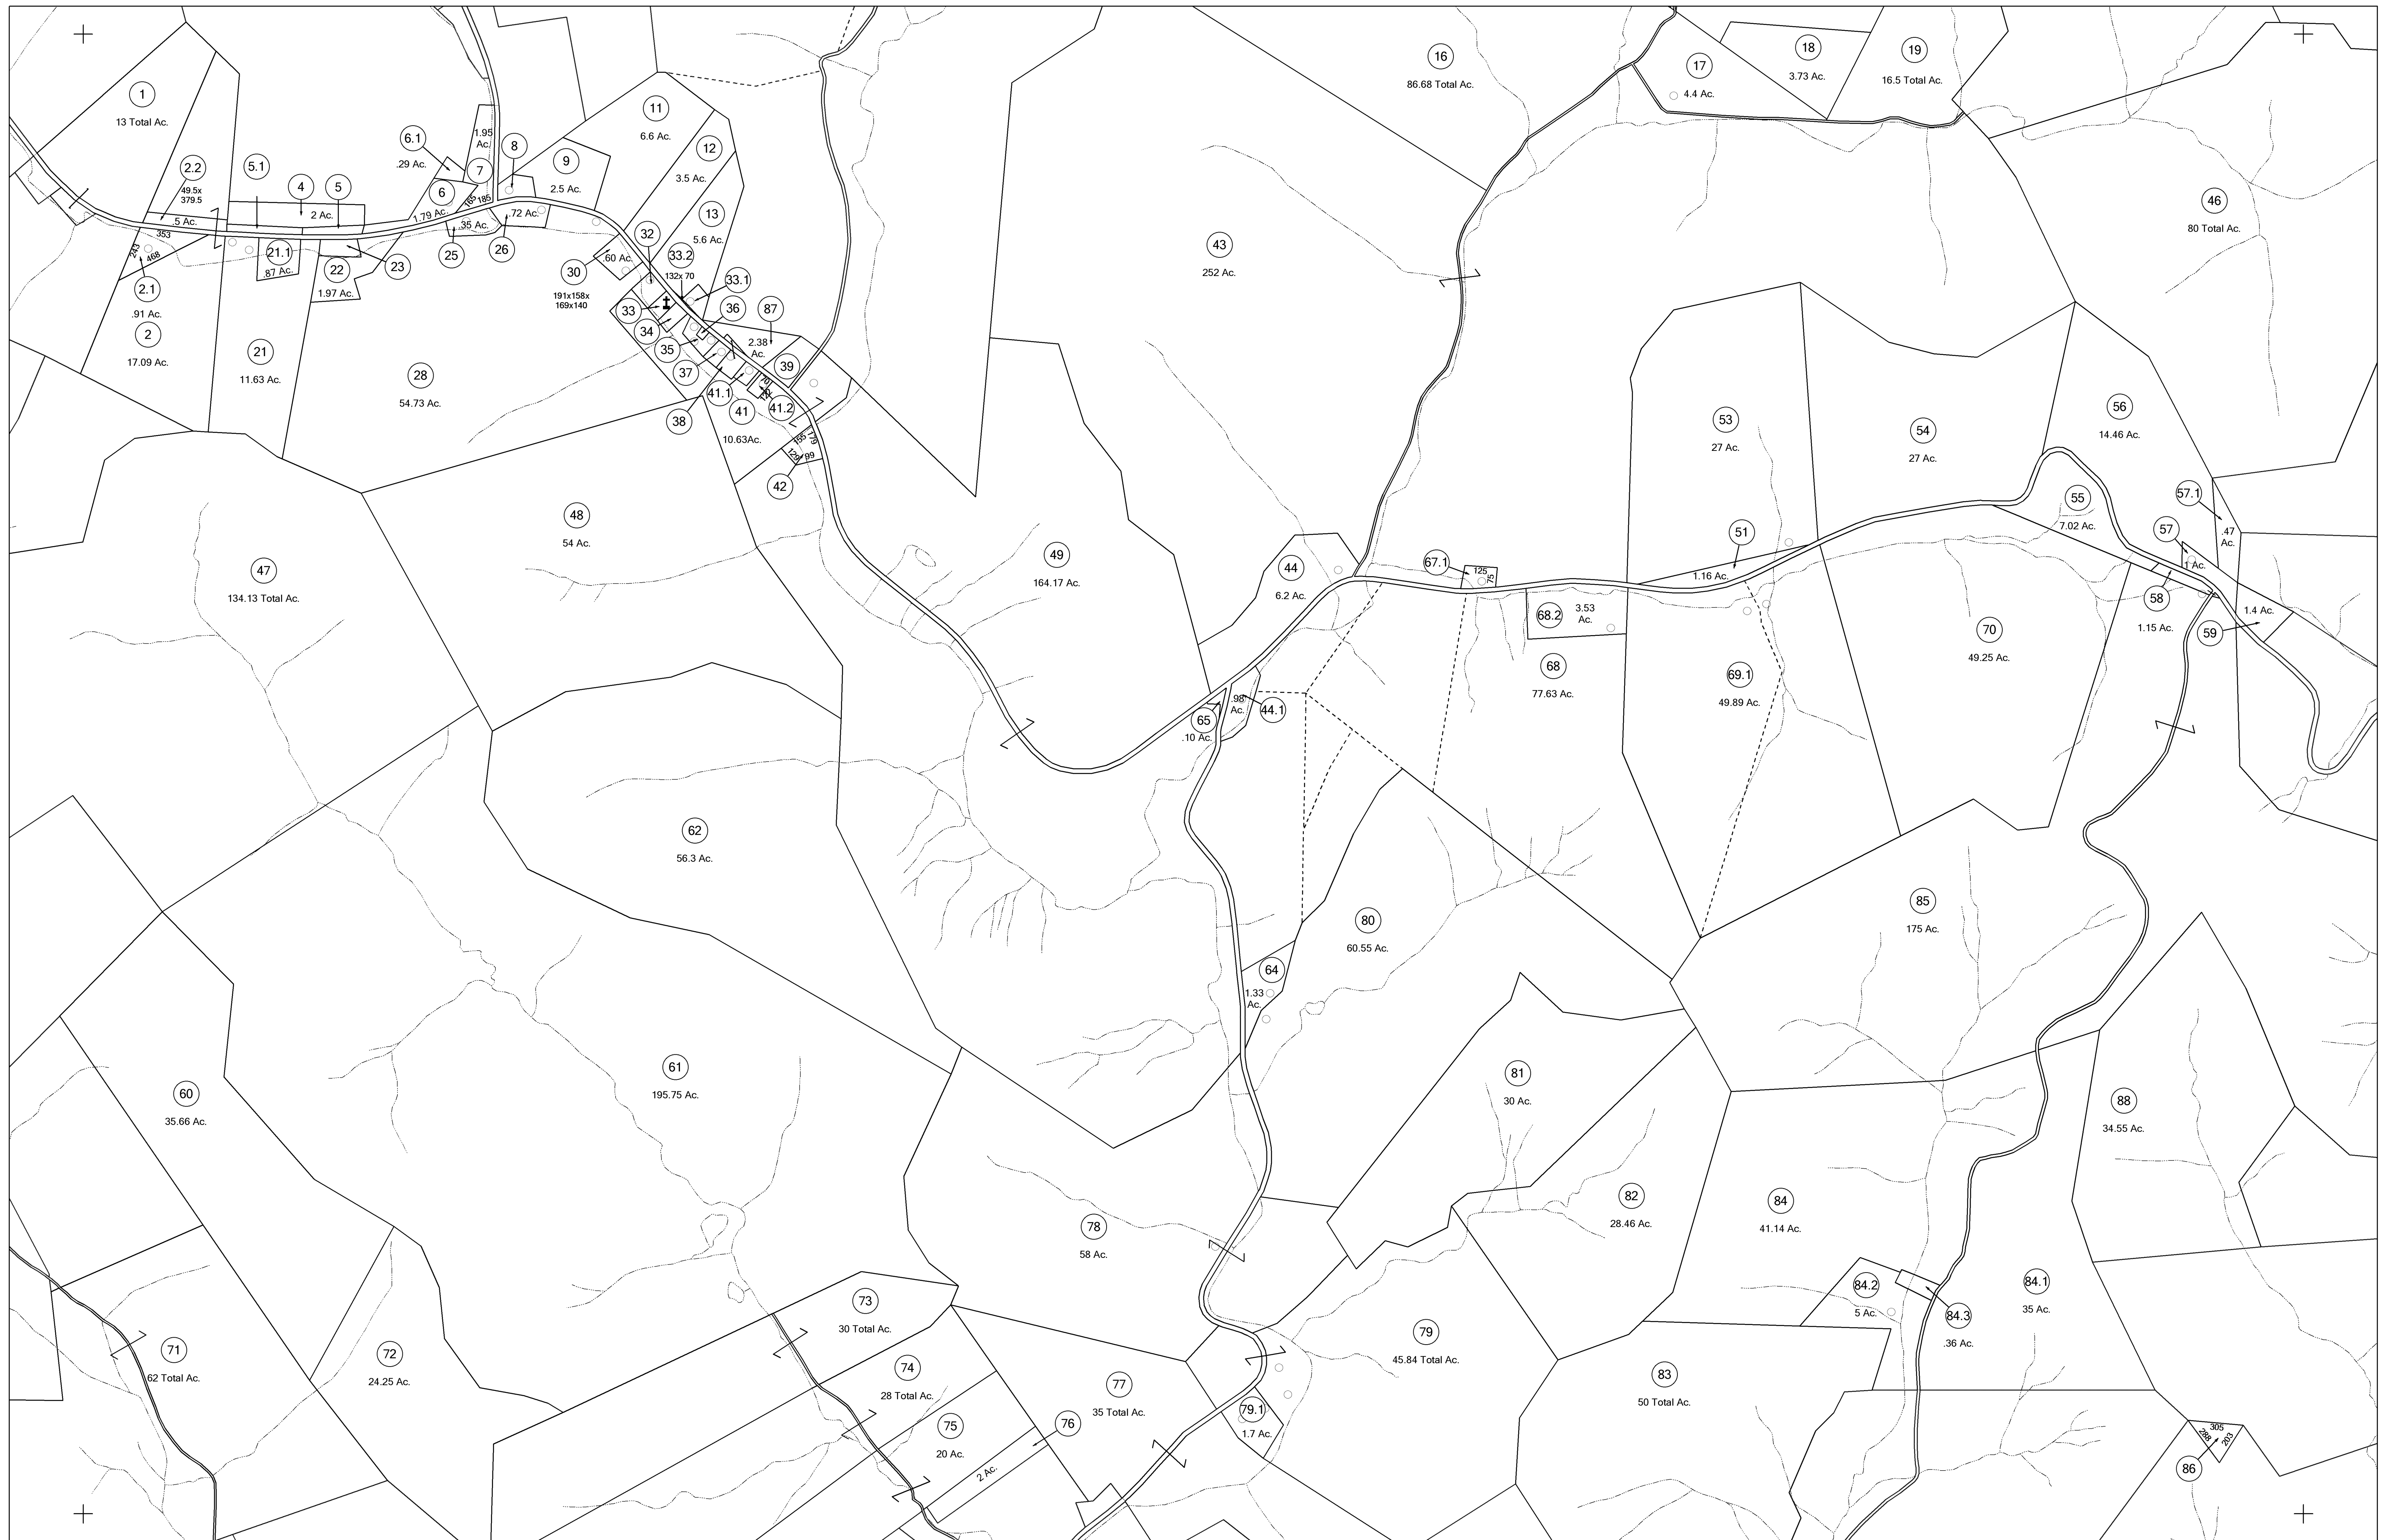 1
13 Total Ac.
2.2
49.5x
379.5
5.1
4
5
.5 Ac.
2 Ac.
353
243
468
2.1
.91 Ac.
2
17.09 Ac.
21.1
.87 Ac.
21
11.63 Ac.
22
1.97 Ac.
23
6.1
.29 Ac.
6
1.79 Ac.
7
1.95
Ac.
165
185
8
9
2.5 Ac.
11
6.6 Ac.
12
3.5 Ac.
13
5.6 Ac.
25
.35 Ac.
26
.72 Ac.
28
54.73 Ac.
30
.60 Ac.
191x158x
169x140
32
33.2
132x 70
33.1
33
34
35
36
37
38
87
2.38
Ac.
39
41.1
41
10.63Ac.
41.2
70
42
179
129
99
16
86.68 Total Ac.
17
4.4 Ac.
18
3.73 Ac.
19
16.5 Total Ac.
43
252 Ac.
46
80 Total Ac.
44
6.2 Ac.
44.1
.98
Ac.
47
134.13 Total Ac.
48
54 Ac.
49
164.17 Ac.
51
1.16 Ac.
53
27 Ac.
54
27 Ac.
55
7.02 Ac.
56
14.46 Ac.
57.1
.47
Ac.
57
.1 Ac.
58
1.15 Ac.
59
1.4 Ac.
67.1
125
75
68.2
3.53
Ac.
68
77.63 Ac.
69.1
49.89 Ac.
70
49.25 Ac.
65
.10 Ac.
62
56.3 Ac.
80
60.55 Ac.
64
1.33
Ac.
85
175 Ac.
60
35.66 Ac.
61
195.75 Ac.
81
30 Ac.
88
34.55 Ac.
78
58 Ac.
82
28.46 Ac.
84
41.14 Ac.
84.2
5 Ac.
84.3
.36 Ac.
84.1
35 Ac.
71
62 Total Ac.
72
24.25 Ac.
73
30 Total Ac.
74
28 Total Ac.
75
20 Ac.
76
2 Ac.
77
35 Total Ac.
79
45.84 Total Ac.
79.1
1.7 Ac.
83
50 Total Ac.
305
288
203
86